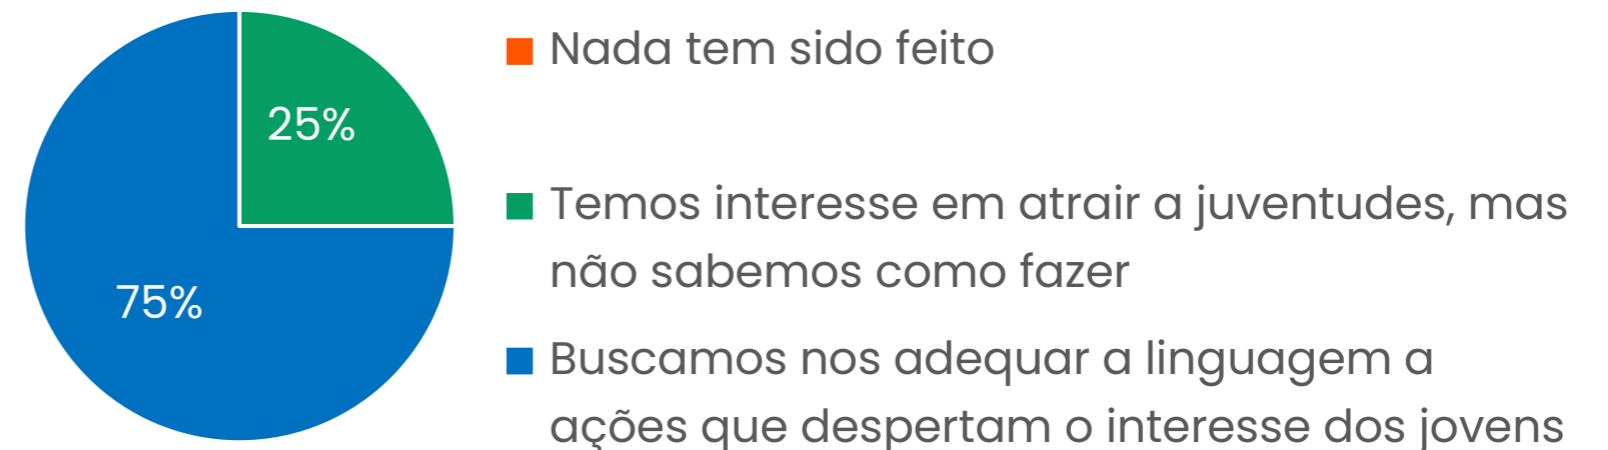 25%
75%
Nada tem sido feito
Temos interesse em atrair a juventudes, mas
não sabemos como fazer
Buscamos nos adequar a linguagem a
ações que despertam o interesse dos jovens